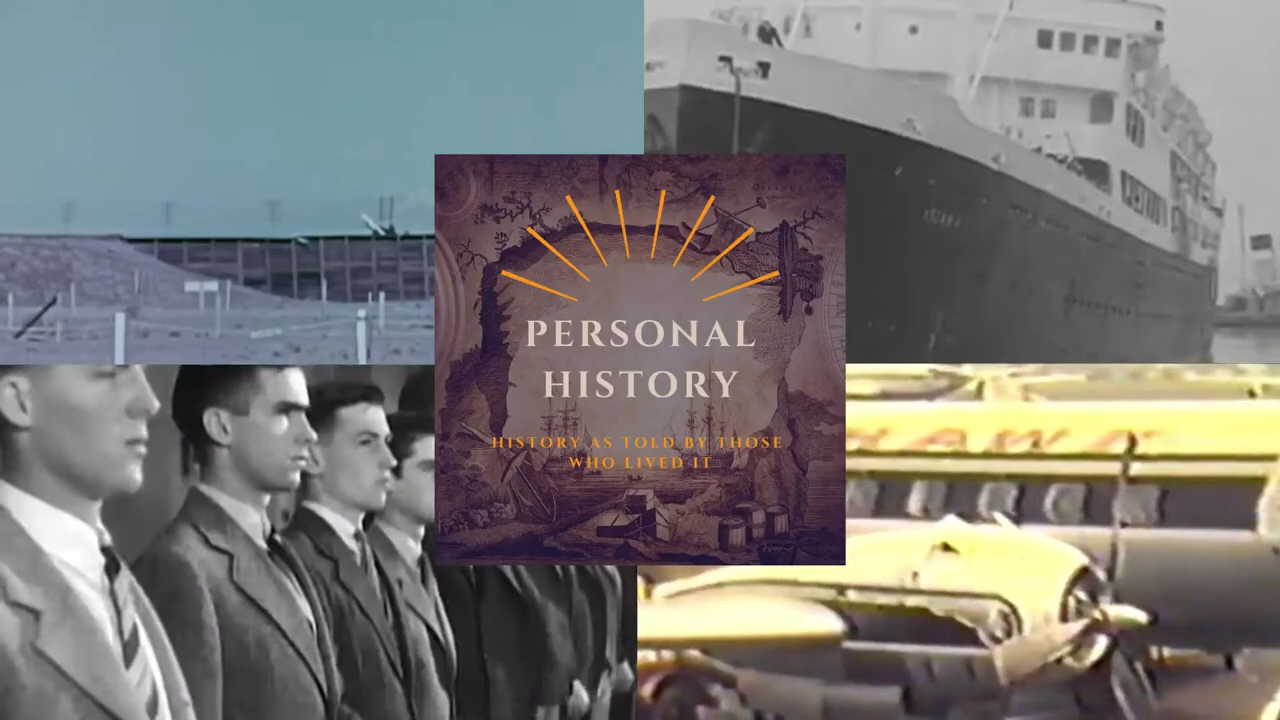 PERSONAL
HISTORY
HISTORY AS TOLD BY THOSE
WHO LIVED IT